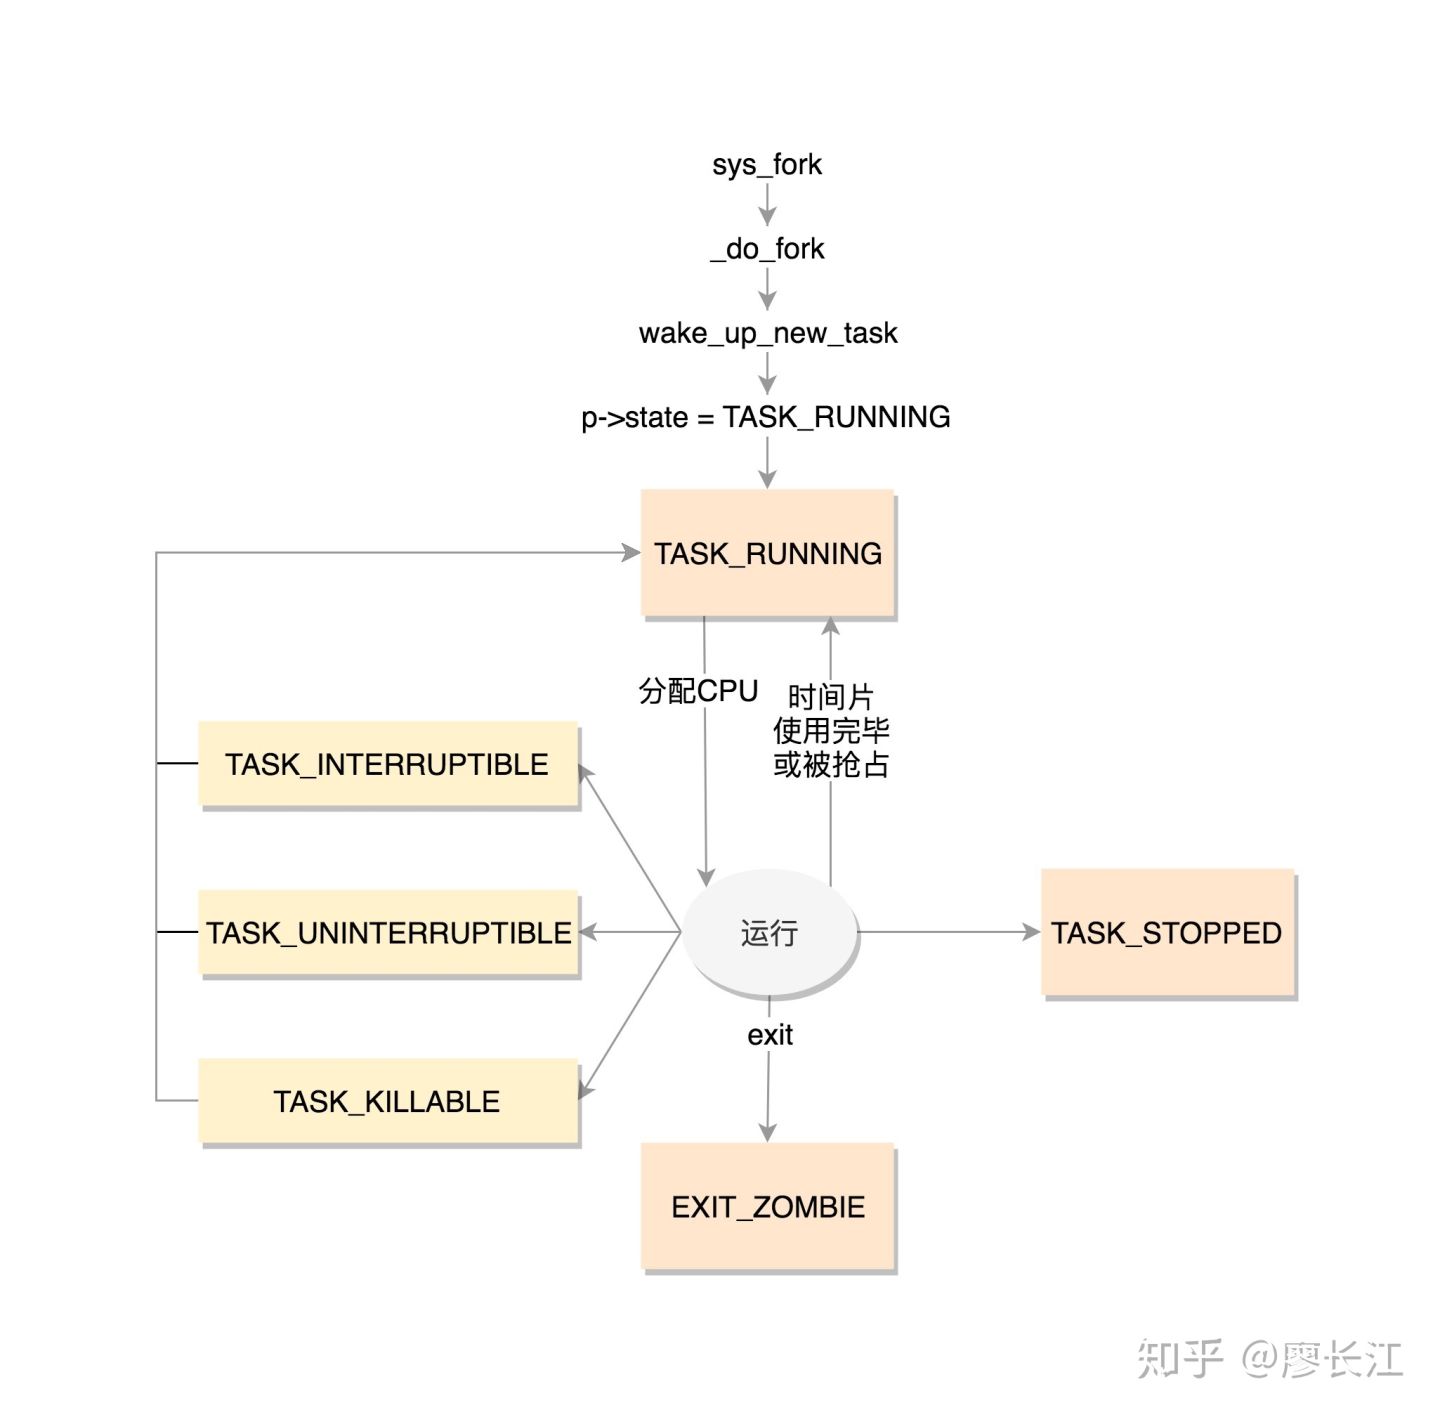 sys_fork
_do_fork
wake_up_new_task
p->state = TASK_RUNNING
TASK_RUNNING
分配CPU
时间片
使用完毕
或被抢占
TASK_INTERRUPTIBLE
TASK_UNINTERRUPTIBLE
运行
TASK_STOPPED
exit
TASK_KILLABLE
EXIT_ZOMBIE
知乎 @廖长江